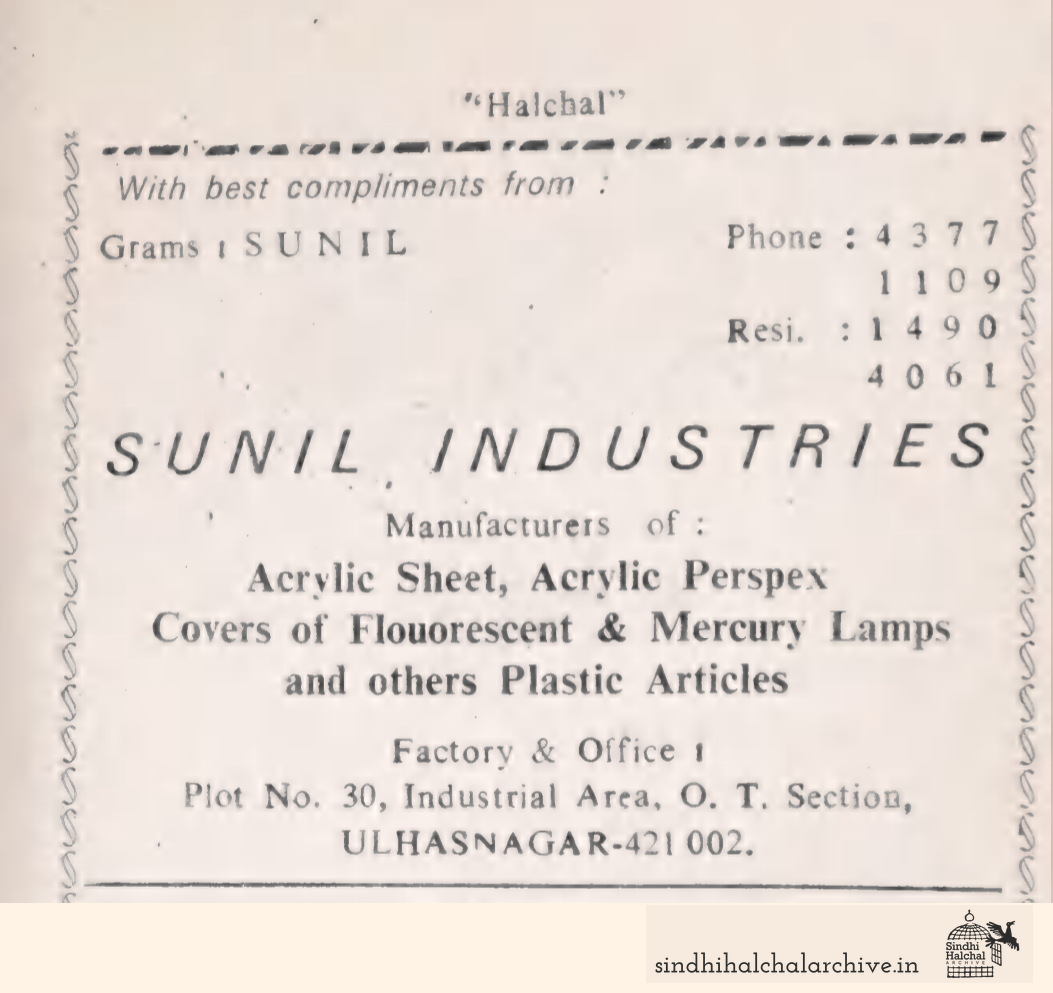 "Halchal"
With best compliments from :
Grams : SUNIL
Phone : 4377
1109
Resi. : 1490
4061
SUNIL INDUSTRIES
Manufacturers of :
Acrylic Sheet, Acrylic Perspex
Covers of Flouorescent & Mercury Lamps
and others Plastic Articles
Factory & Office :
Plot No. 30, Industrial Area, O. T. Section,
ULHASNAGAR-421 002.
sindhihalchalarchive.in
Sindhi
Halchal
ARCHIVE